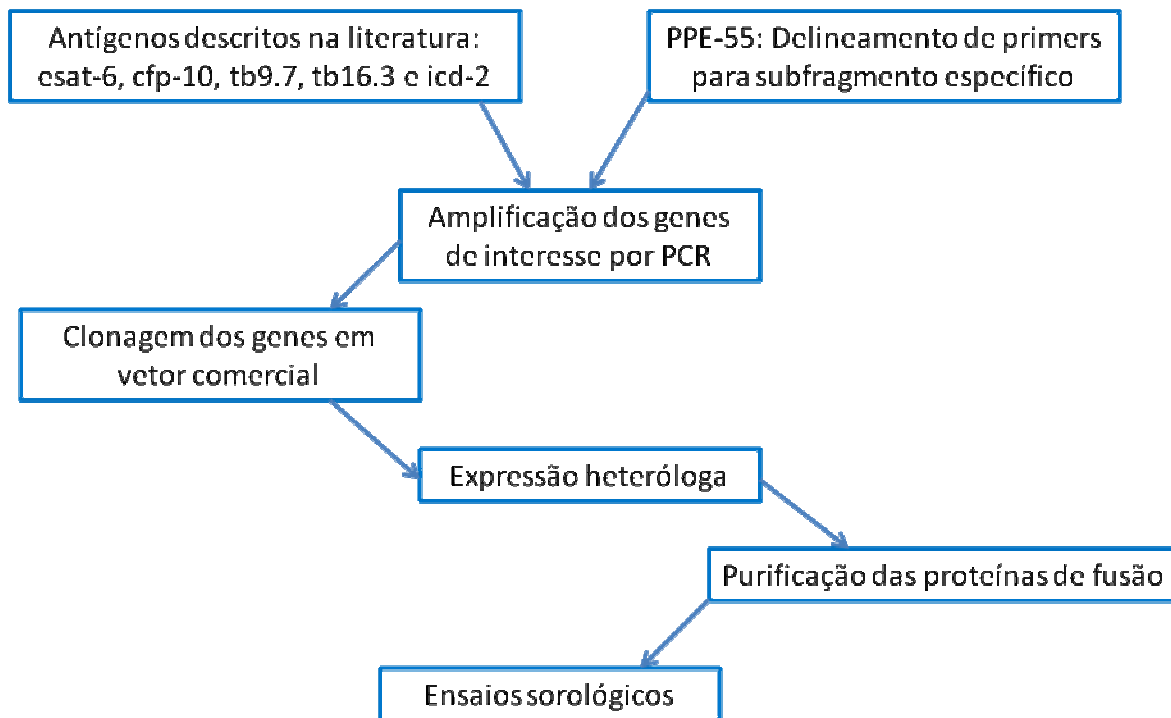 Antígenos descritos na literatura:
esat-6, cfp-10, tb9.7, tb16.3 e icd-2
PPE-55: Delineamento de primers
para subfragmento específico
Amplificação dos genes
de interesse por PCR
Clonagem dos genes em
vetor comercial
Expressão heteróloga
Purificação das proteínas de fusão
Ensaios sorológicos